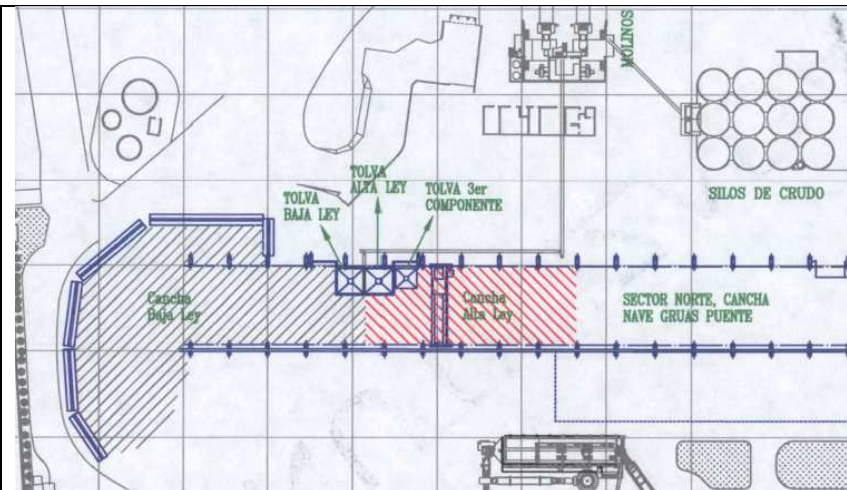 MOLINOS
TOLVA
ALTA LEY
TOLVA
BAJA LEY
TOLVA 3er
COMPONENTE
SILOS DE CRUDO
Cancha
Baja Ley
Cancha
Alta Ley
SECTOR NORTE, CANCHA
NAVE GRUAS PUENTE